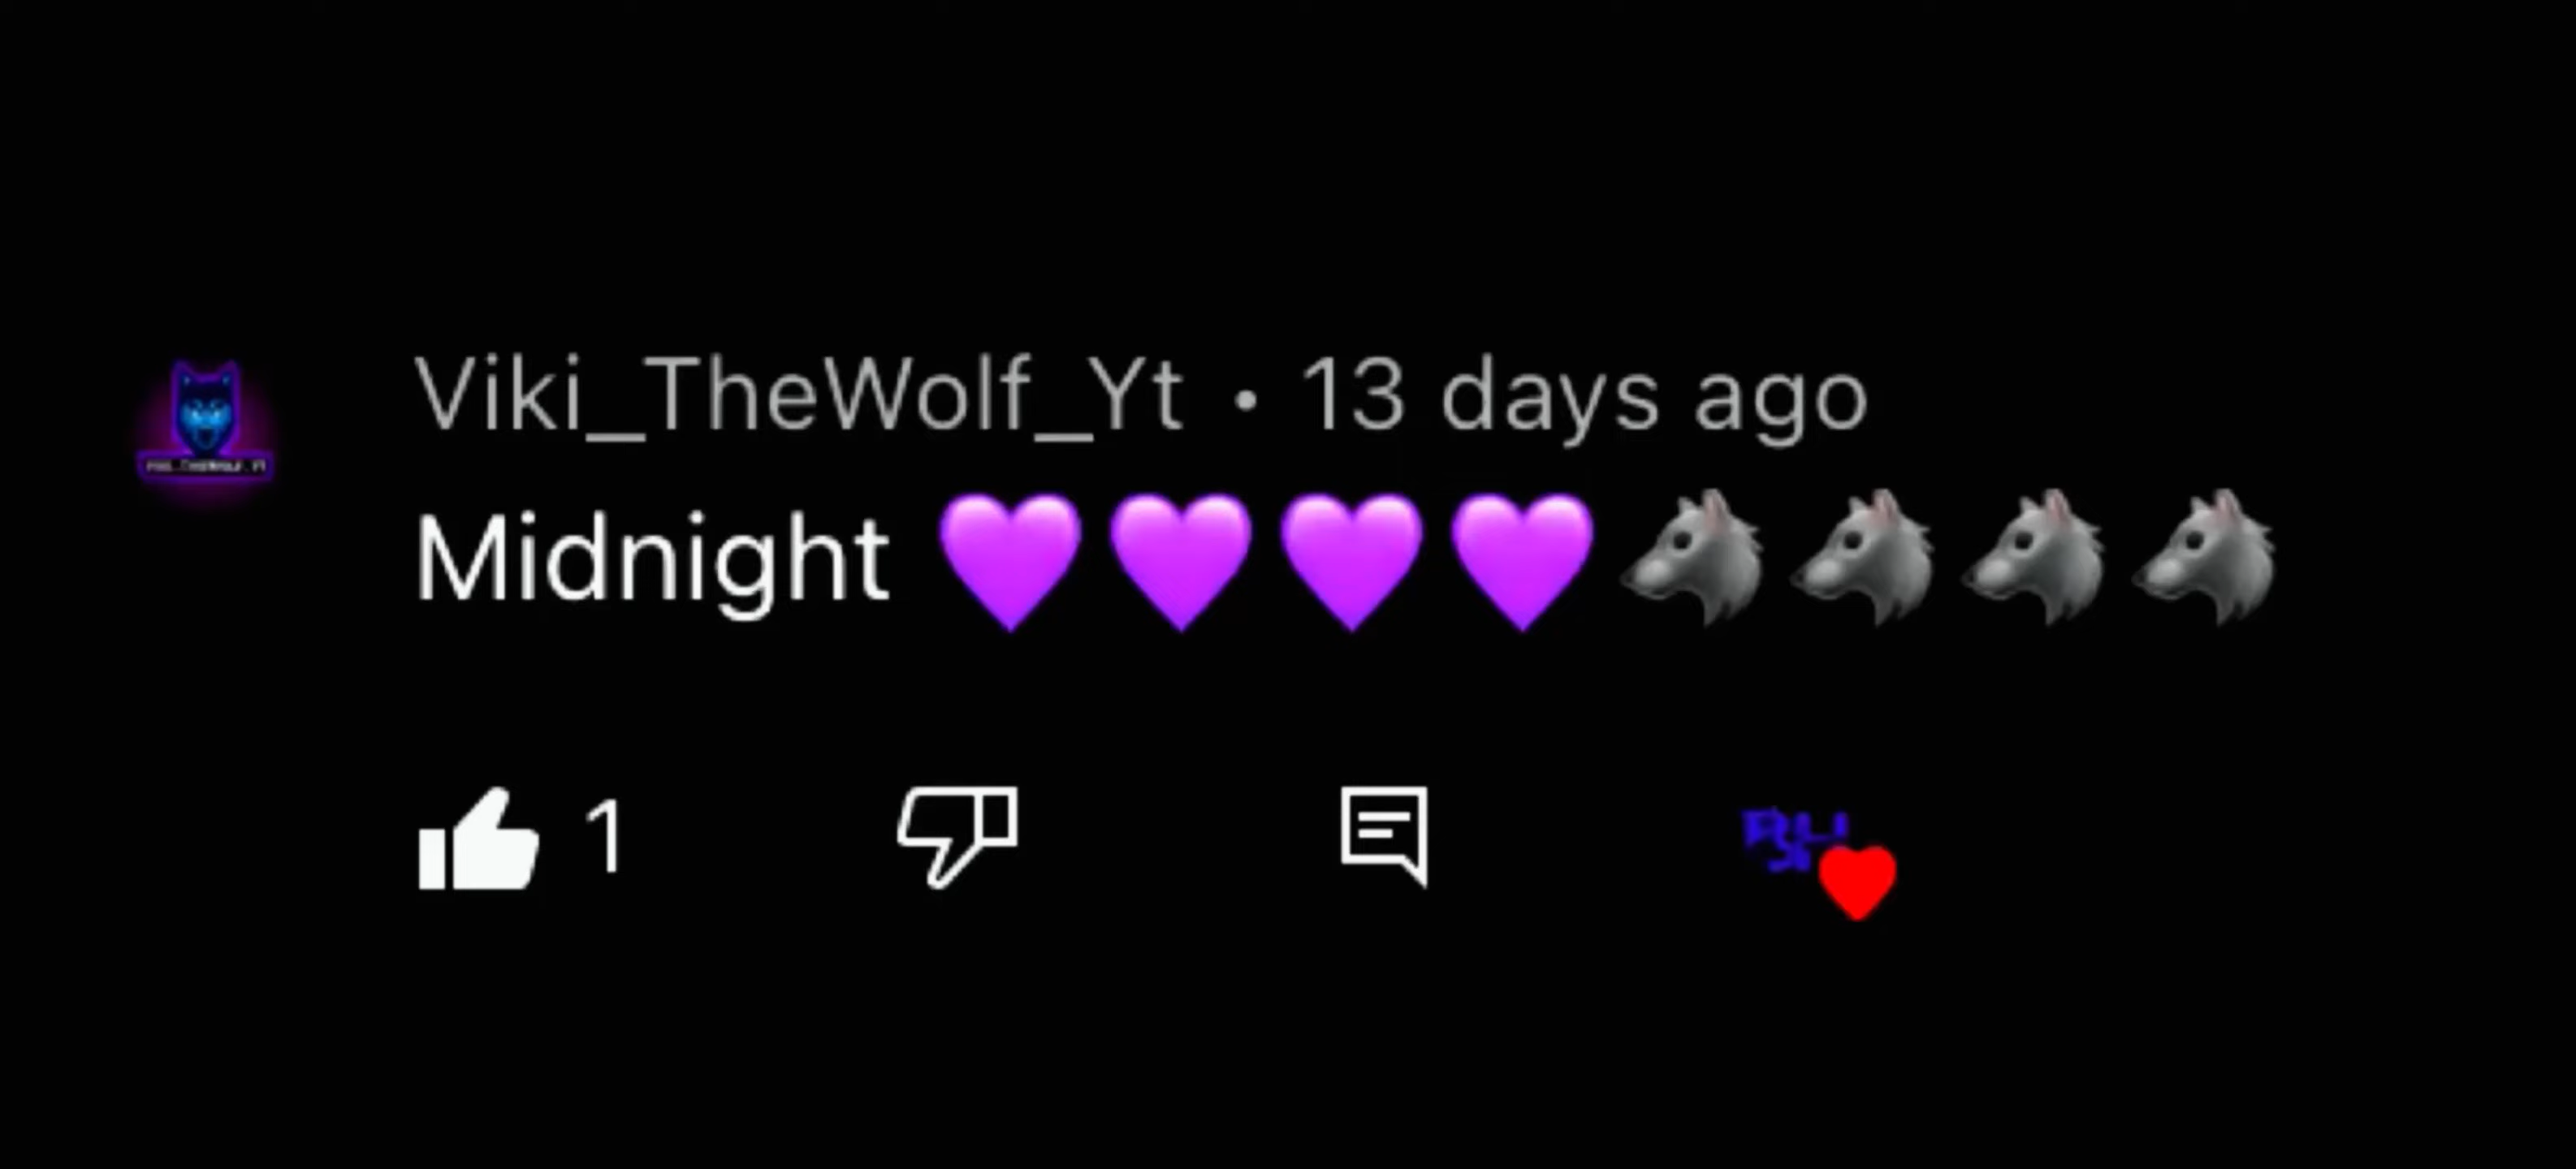 Viki_TheWolf_Yt • 13 days ago
Midnight 💜💜💜💜🐺🐺🐺🐺
1